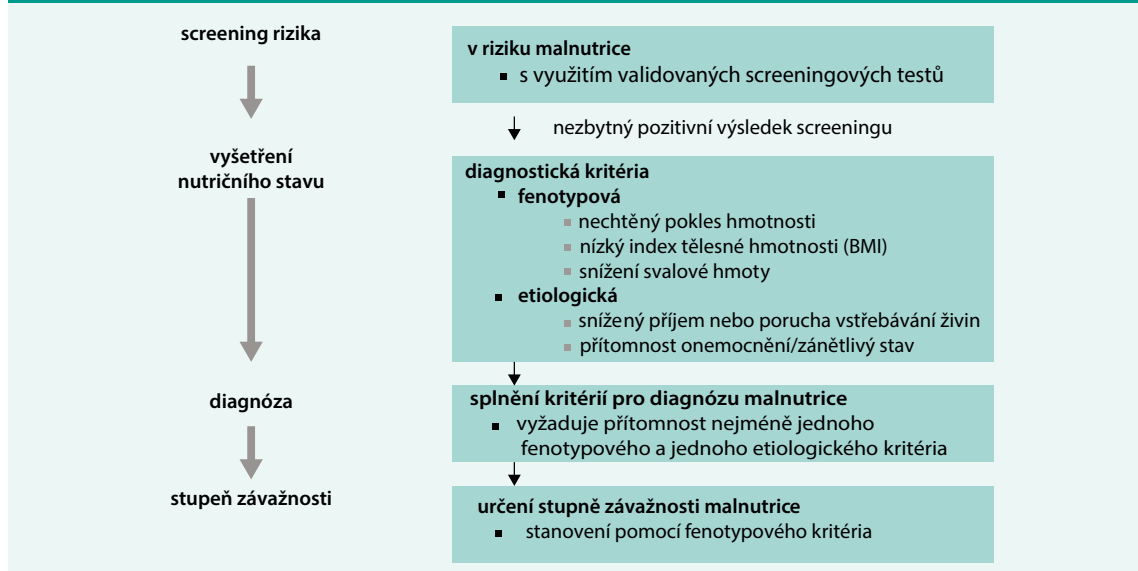 screening rizika
v riziku malnutrice
▪ s využitím validovaných screeningových testů
nezbytný pozitivní výsledek screeningu
vyšetření
nutričního stavu
diagnostická kritéria
▪ fenotypová
▪ nechtěný pokles hmotnosti
▪ nízký index tělesné hmotnosti (BMI)
▪ snížení svalové hmoty
▪ etiologická
▪ snížený příjem nebo porucha vstřebávání živin
▪ přítomnost onemocnění/zánětlivý stav
diagnóza
splnění kritérií pro diagnózu malnutrice
▪ vyžaduje přítomnost nejméně jednoho
fenotypového a jednoho etiologického kritéria
stupeň závažnosti
určení stupně závažnosti malnutrice
▪ stanovení pomocí fenotypového kritéria